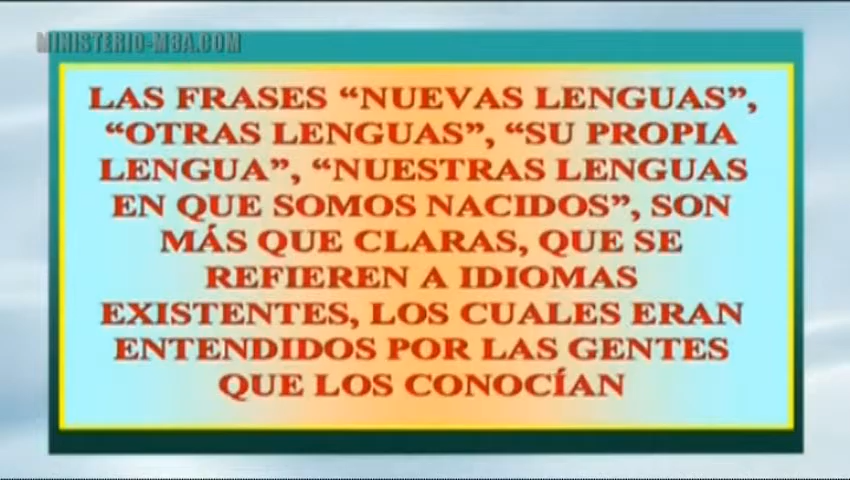 MINISTERIO-M8A.COM
LAS FRASES “NUEVAS LENGUAS”,
“OTRAS LENGUAS”, “SU PROPIA
LENGUA”, “NUESTRAS LENGUAS
EN QUE SOMOS NACIDOS”, SON
MÁS QUE CLARAS, QUE SE
REFIEREN A IDIOMAS
EXISTENTES, LOS CUALES ERAN
ENTENDIDOS POR LAS GENTES
QUE LOS CONOCÍAN